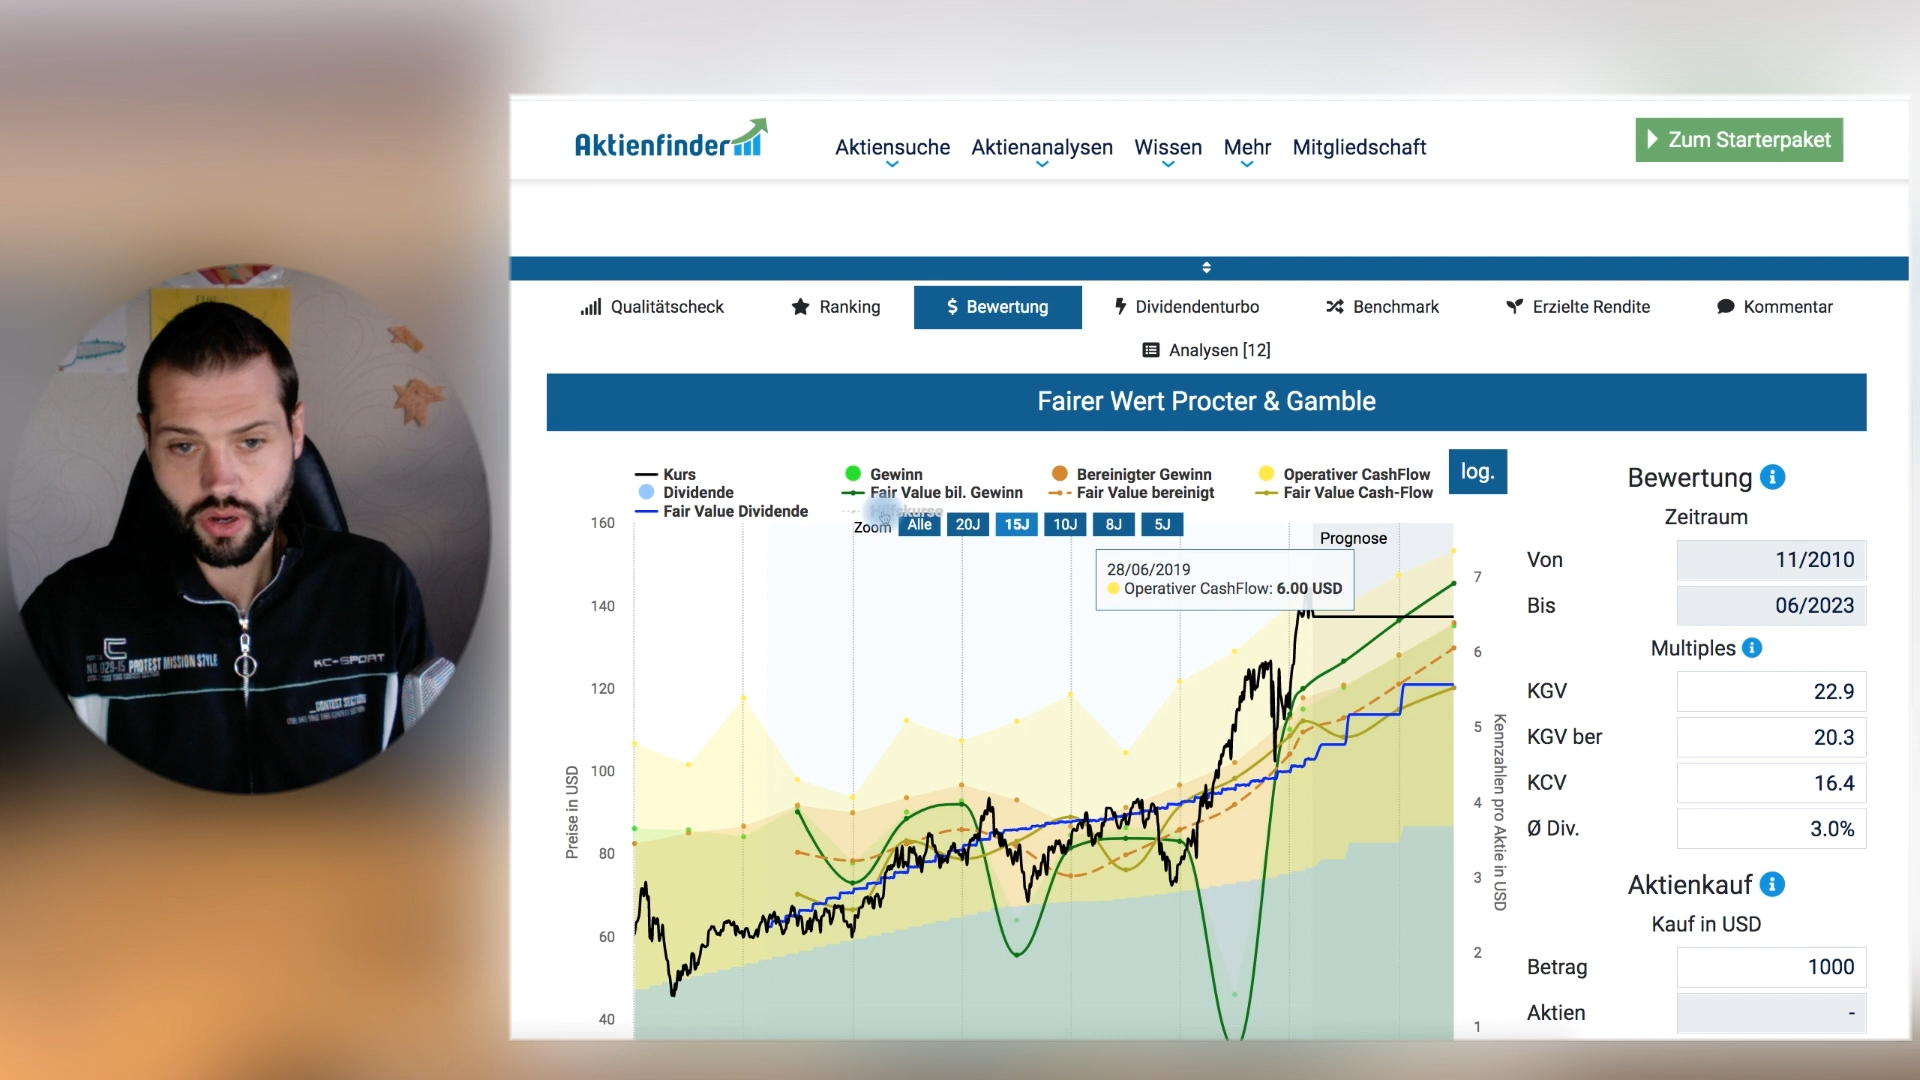 Aktienfinder
Aktiensuche Aktienanalysen Wissen Mehr Mitgliedschaft
Zum Starterpaket
Qualitätscheck Ranking $ Bewertung Dividendenturbo Benchmark Erzielte Rendite Kommentar
Analysen [12]
Fairer Wert Procter & Gamble
Kurs Gewinn Bereinigter Gewinn Operativer CashFlow
Dividende Fair Value bil. Gewinn Fair Value bereinigt Fair Value Cash-Flow
Fair Value Dividende
log.
Zoom Alle 20J 15J 10J 8J 5J
Prognose
28/06/2019
Operativer CashFlow: 6.00 USD
160
140
120
100
80
60
40
Preise in USD
7
6
5
4
3
2
1
Kennzahlen pro Aktie in USD
Bewertung i
Zeitraum
Von 11/2010
Bis 06/2023
Multiples i
KGV 22.9
KGV ber 20.3
KCV 16.4
Ø Div. 3.0%
Aktienkauf i
Kauf in USD
Betrag 1000
Aktien -
PROTEST MISSION STYLE
KC-SPORT